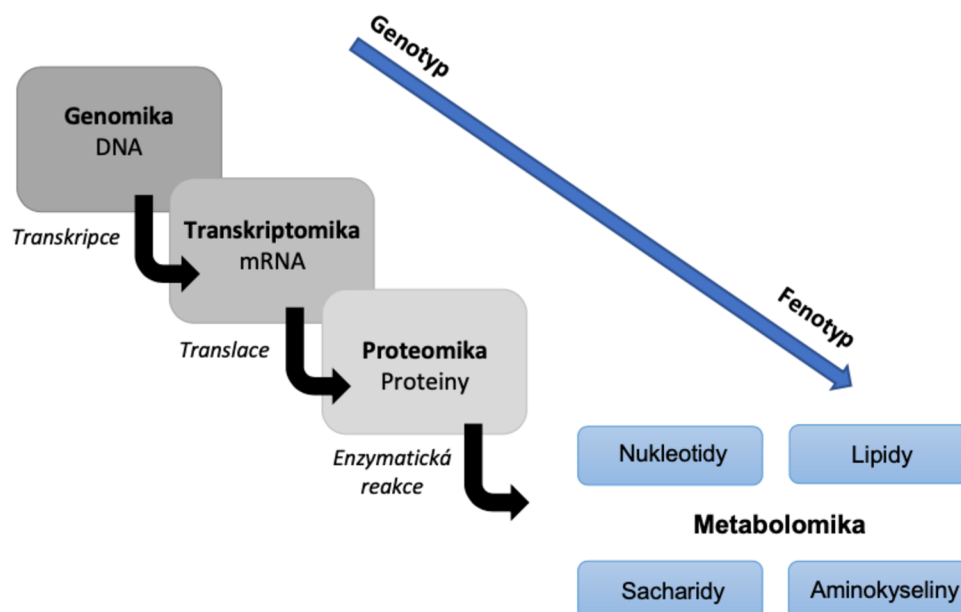 Genotyp
Genomika
DNA
Transkripce
Transkriptomika
mRNA
Fenotyp
Translace
Proteomika
Proteiny
Enzymatická
reakce
Nukleotidy
Lipidy
Metabolomika
Sacharidy
Aminokyseliny